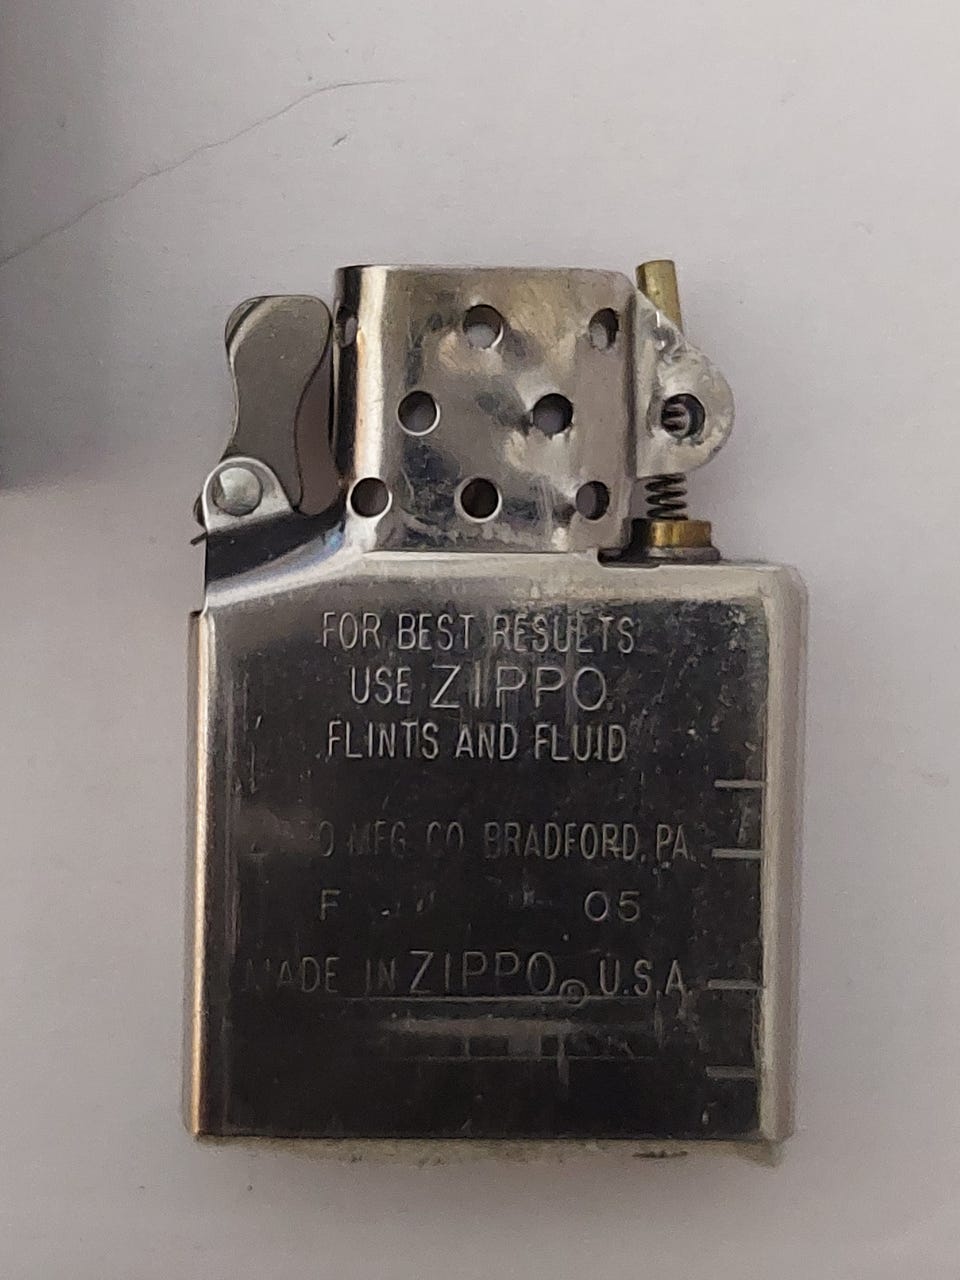 FOR BEST RESULTS
USE ZIPPO
FLINTS AND FLUID
MFG. CO. BRADFORD, PA.
F 05
MADE IN ZIPPO® U.S.A.